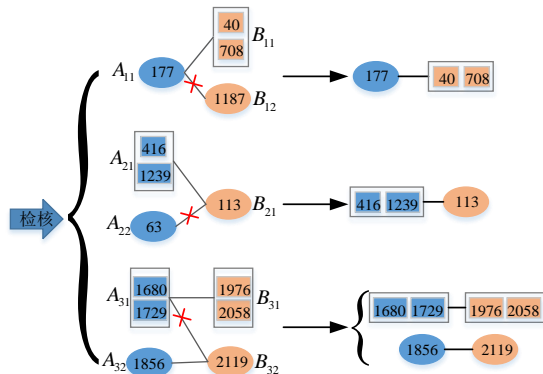 检核
A11 177 40 708 B11
1187 B12
177 40 708
A21 416 1239
A22 63
113 B21
416 1239 113
A31 1680 1729
1976 2058 B31
A32 1856 2119 B32
1680 1729 1976 2058
1856 2119